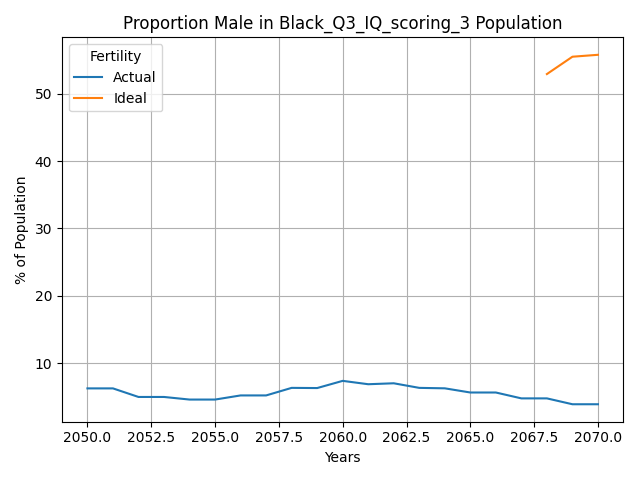 Proportion Male in Black_Q3_IQ_scoring_3 Population
Fertility
Actual
Ideal
% of Population
50
40
30
20
10
2050.0 2052.5 2055.0 2057.5 2060.0 2062.5 2065.0 2067.5 2070.0
Years